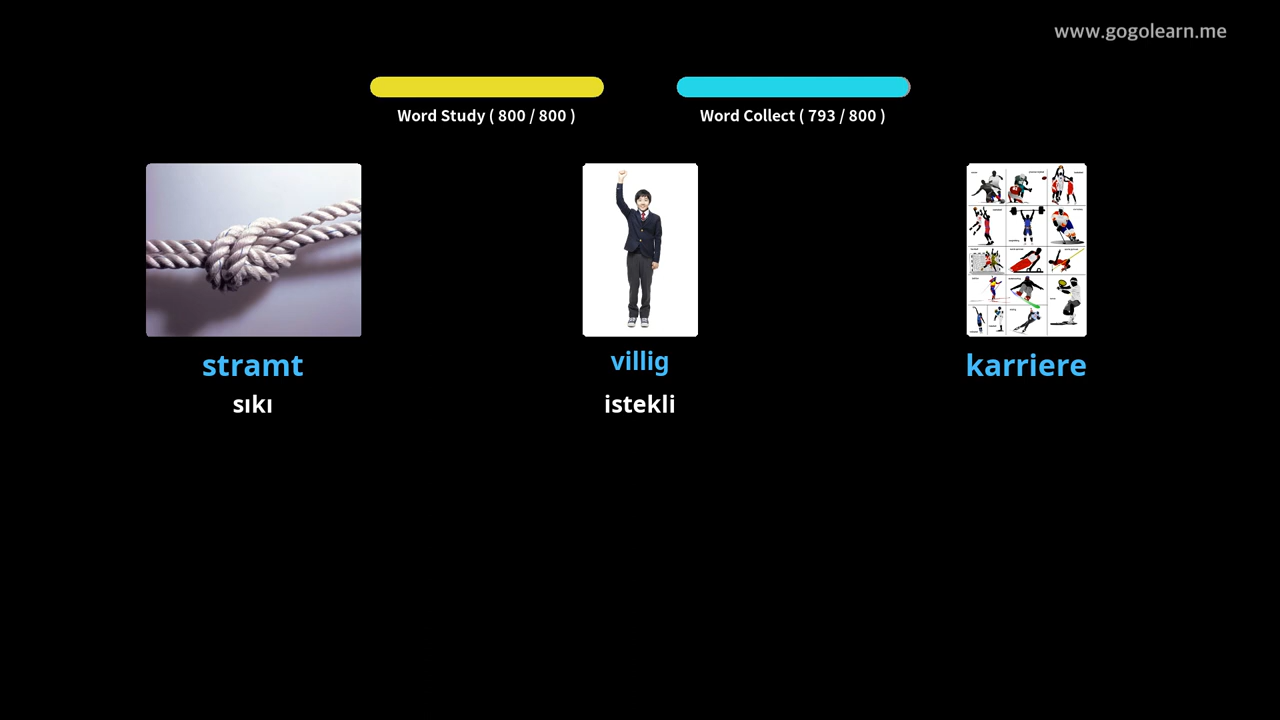 www.gogolearn.me
Word Study ( 800 / 800 )
Word Collect ( 793 / 800 )
stramt
villig
karriere
sıkı
istekli